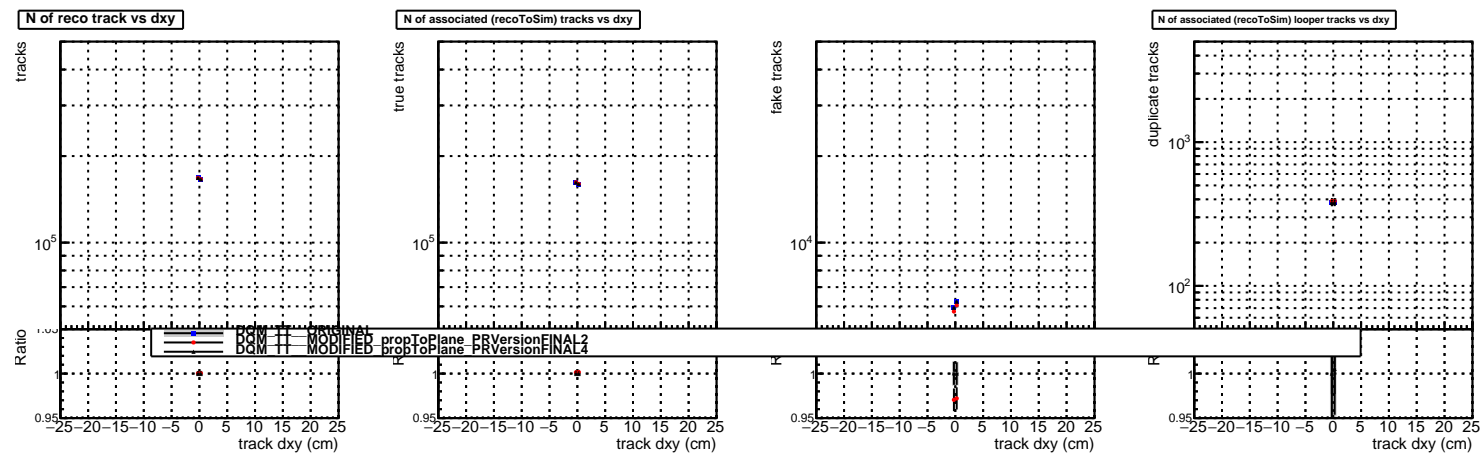 N of reco track vs dxy
tracks
10^5
Ratio
1.05
1
0.95
−25−20−15−10 −5 0 5 10 15 20 25
track dxy (cm)
N of associated (recoToSim) tracks vs dxy
true tracks
10^5
1
0.95
−25−20−15−10 −5 0 5 10 15 20 25
track dxy (cm)
fake tracks
10^4
1
0.95
−25−20−15−10 −5 0 5 10 15 20 25
track dxy (cm)
N of associated (recoToSim) looper tracks vs dxy
duplicate tracks
10^3
10^2
1
0.95
−25−20−15−10 −5 0 5 10 15 20 25
track dxy (cm)
DQM_TT__ORIGINAL
DQM_TT__MODIFIED_propToPlane_PRVersionFINAL2
DQM_TT__MODIFIED_propToPlane_PRVersionFINAL4